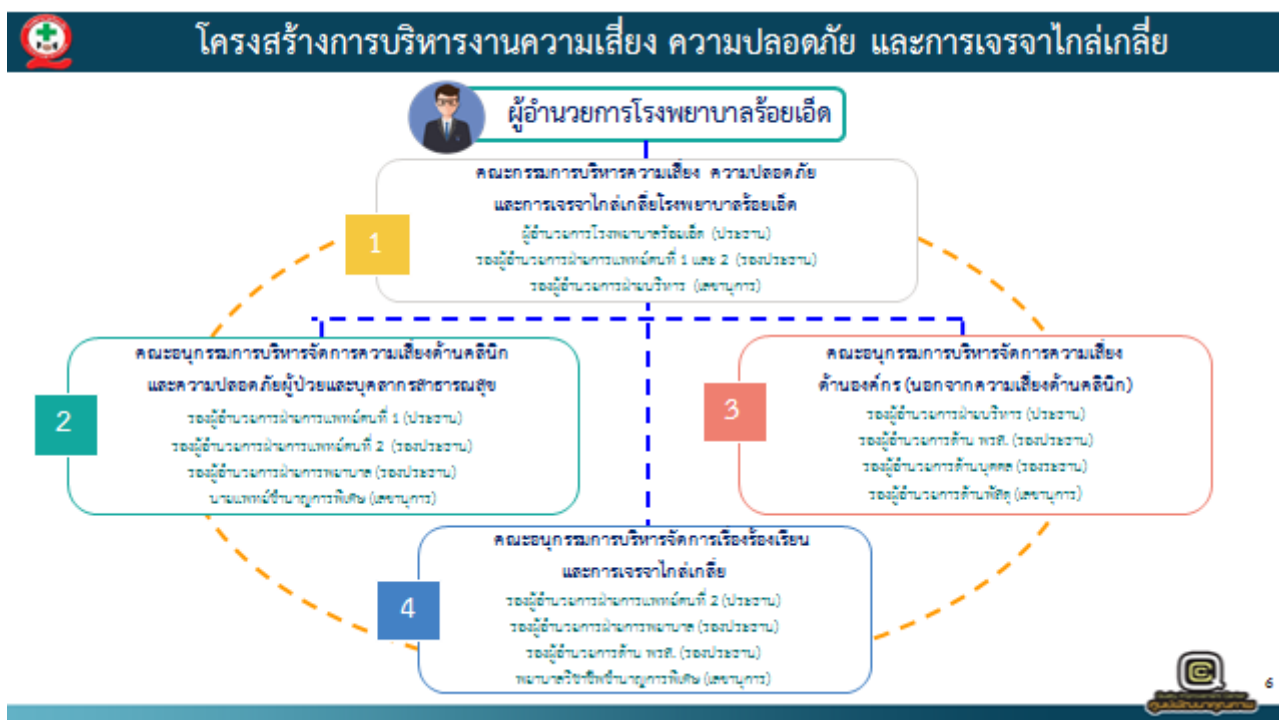 โครงสร้างการบริหารงานความเสี่ยง ความปลอดภัย และการเจรจาไกล่เกลี่ย
ผู้อำนวยการโรงพยาบาลร้อยเอ็ด
1
คณะกรรมการบริหารความเสี่ยง ความปลอดภัย
และการเจรจาไกล่เกลี่ยโรงพยาบาลร้อยเอ็ด
ผู้อำนวยการโรงพยาบาลร้อยเอ็ด (ประธาน)
รองผู้อำนวยการฝ่ายการแพทย์คนที่ 1 และ 2 (รองประธาน)
รองผู้อำนวยการฝ่ายบริหาร (เลขานุการ)
2
คณะอนุกรรมการบริหารจัดการความเสี่ยงด้านคลินิก
และความปลอดภัยผู้ป่วยและบุคลากรสาธารณสุข
รองผู้อำนวยการฝ่ายการแพทย์คนที่ 1 (ประธาน)
รองผู้อำนวยการฝ่ายการแพทย์คนที่ 2 (รองประธาน)
รองผู้อำนวยการฝ่ายการพยาบาล (รองประธาน)
นายแพทย์ชำนาญการพิเศษ (เลขานุการ)
3
คณะอนุกรรมการบริหารจัดการความเสี่ยง
ด้านองค์กร (นอกจากความเสี่ยงด้านคลินิก)
รองผู้อำนวยการฝ่ายบริหาร (ประธาน)
รองผู้อำนวยการด้าน พรส. (รองประธาน)
รองผู้อำนวยการด้านบุคคล (รองระธาน)
รองผู้อำนวยการด้านพัสดุ (เลขานุการ)
4
คณะอนุกรรมการบริหารจัดการเรื่องร้องเรียน
และการเจรจาไกล่เกลี่ย
รองผู้อำนวยการฝ่ายการแพทย์คนที่ 2 (ประธาน)
รองผู้อำนวยการฝ่ายการพยาบาล (รองประธาน)
รองผู้อำนวยการด้าน พรส. (รองประธาน)
พยาบาลวิชาชีพชำนาญการพิเศษ (เลขานุการ)
ศูนย์พัฒนาคุณภาพ
6